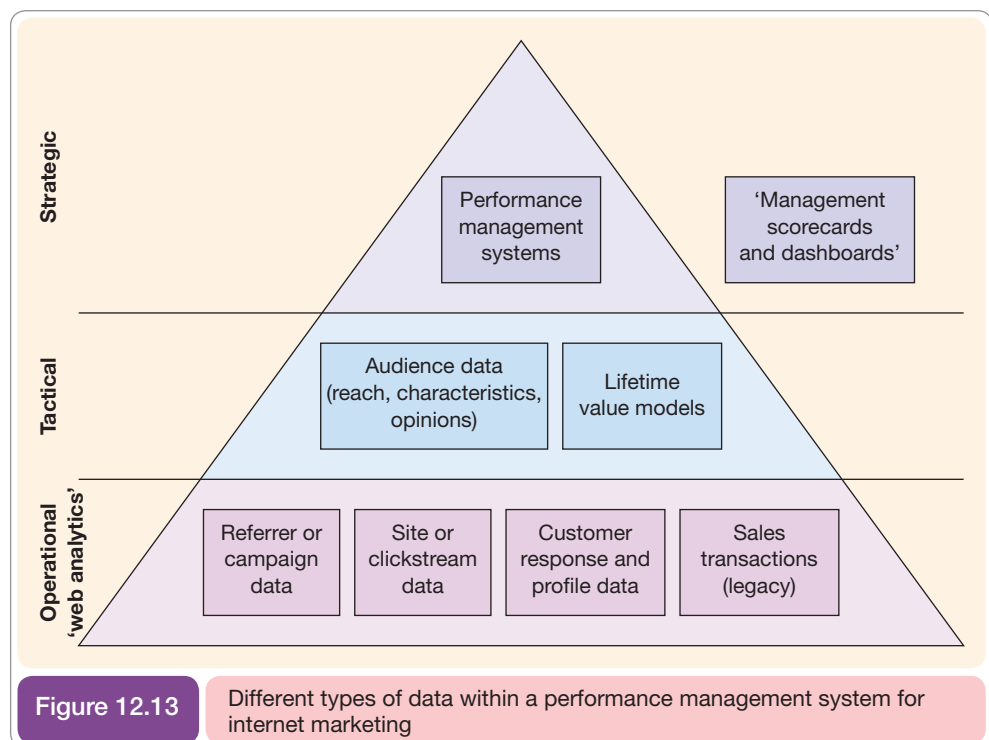 Strategic
Performance
management
systems
‘Management
scorecards
and dashboards’
Tactical
Audience data
(reach, characteristics,
opinions)
Lifetime
value models
Operational
‘web analytics’
Referrer or
campaign
data
Site or
clickstream
data
Customer
response and
profile data
Sales
transactions
(legacy)
Figure 12.13
Different types of data within a performance management system for
internet marketing